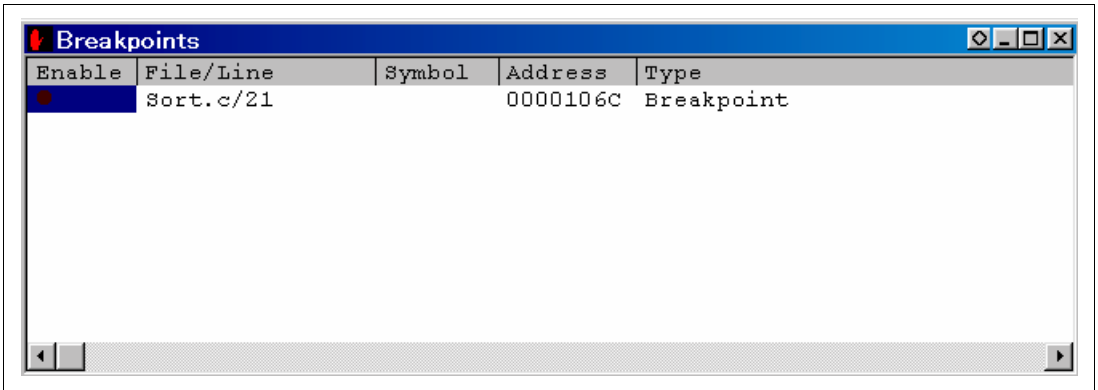 Breakpoints
Enable File/Line Symbol Address Type
Sort.c/21 0000106C Breakpoint